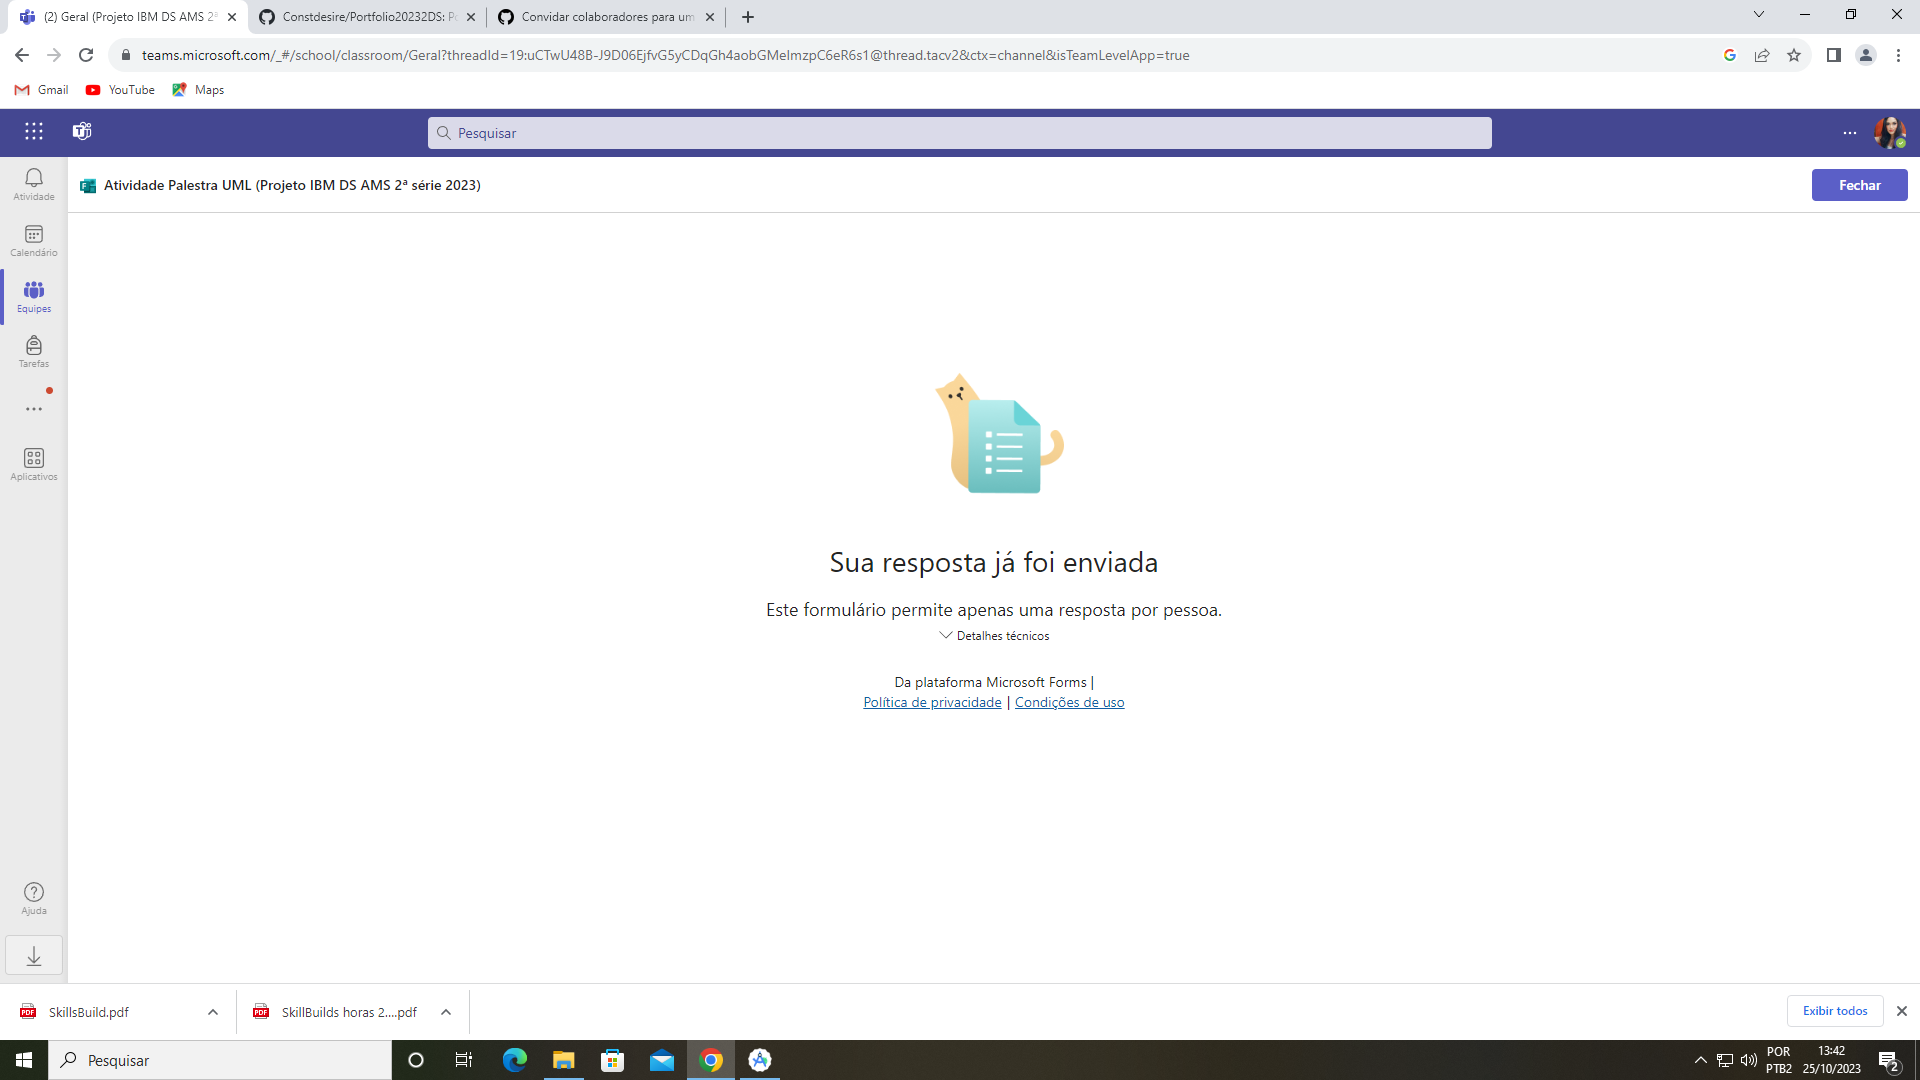 (2) Geral (Projeto IBM DS AMS 2ª
Constdesire/Portfolio20232DS: Po
Convidar colaboradores para um
teams.microsoft.com/_#/school/classroom/Geral?threadId=19:uCTwU48B-J9D06EjfvG5yCDqGh4aobGMelmzpC6eR6s1@thread.tacv2&ctx=channel&isTeamLevelApp=true
Gmail
YouTube
Maps
Pesquisar
Atividade
Calendário
Equipes
Tarefas
Aplicativos
Ajuda
Atividade Palestra UML (Projeto IBM DS AMS 2ª série 2023)
Fechar
Sua resposta já foi enviada
Este formulário permite apenas uma resposta por pessoa.
Detalhes técnicos
Da plataforma Microsoft Forms |
Política de privacidade | Condições de uso
PDF
SkillsBuild.pdf
PDF
SkillBuilds horas 2....pdf
Exibir todos
Pesquisar
POR
PTB2
13:42
25/10/2023
2